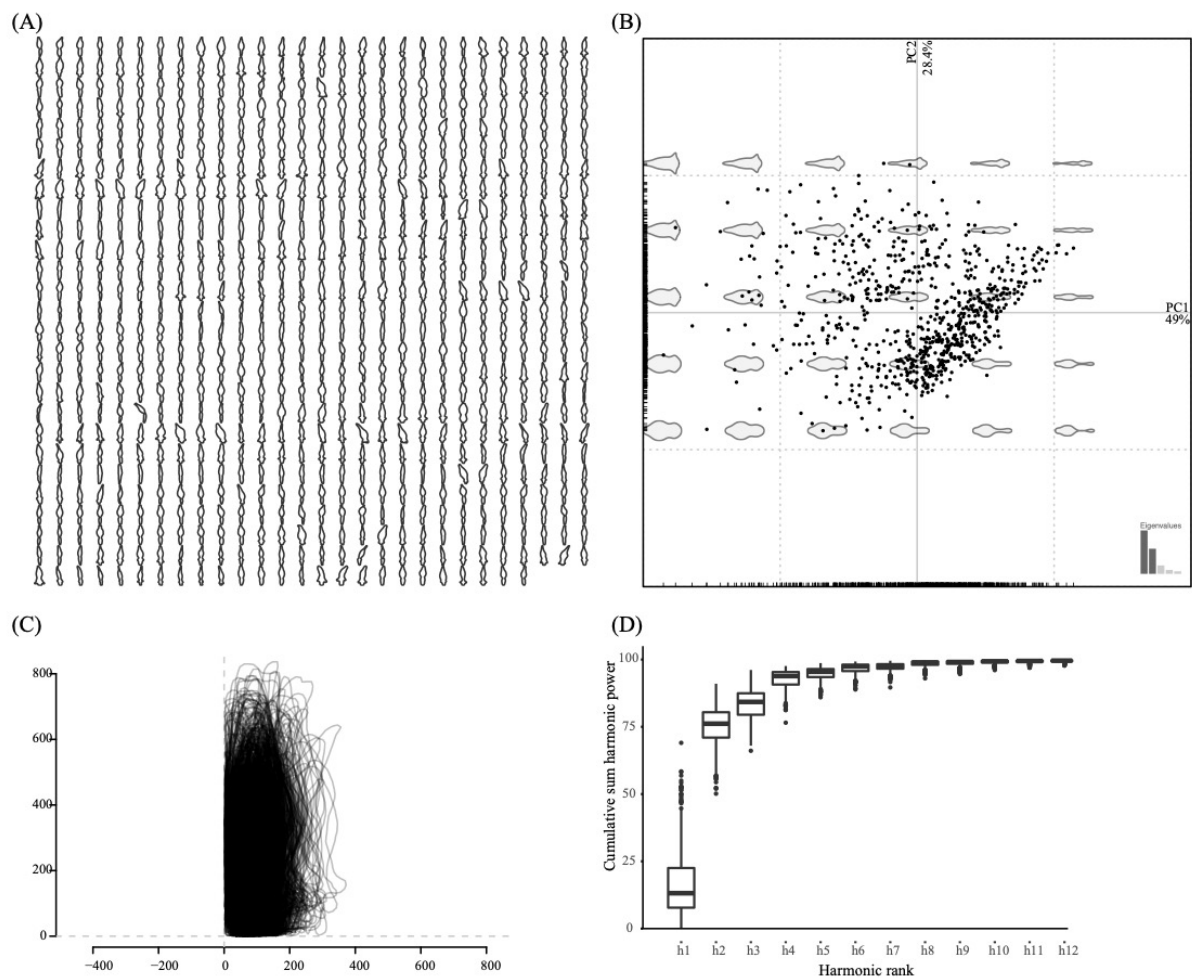 (A)
(B)
PC2
28.4%
PC1
49%
Eigenvalues
(C)
800
600
400
200
0
−400
−200
0
200
400
600
800
(D)
Cumulative sum harmonic power
100
75
50
25
0
h1 h2 h3 h4 h5 h6 h7 h8 h9 h10 h11 h12
Harmonic rank